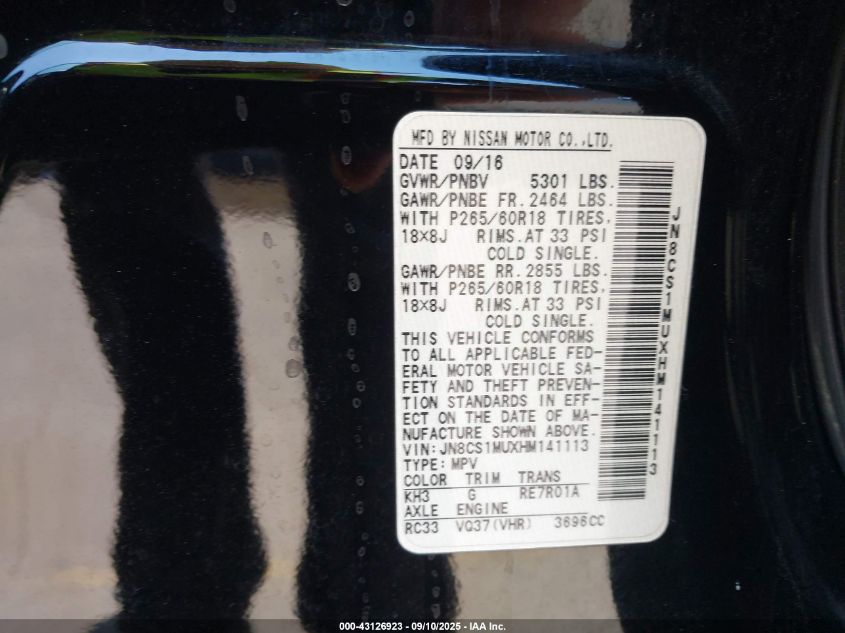 MFD BY NISSAN MOTOR CO.,LTD.
DATE 09/16
GVWR/PNBV 5301 LBS.
GAWR/PNBE FR. 2464 LBS.
WITH P265/60R18 TIRES,
18X8J RIMS.AT 33 PSI
COLD SINGLE.
GAWR/PNBE RR. 2855 LBS.
WITH P265/60R18 TIRES,
18X8J RIMS.AT 33 PSI
COLD SINGLE.
THIS VEHICLE CONFORMS
TO ALL APPLICABLE FED-
ERAL MOTOR VEHICLE SA-
FETY AND THEFT PREVEN-
TION STANDARDS IN EFF-
ECT ON THE DATE OF MA-
NUFACTURE SHOWN ABOVE.
VIN: JN8CS1MUXHM141113
TYPE: MPV
COLOR TRIM TRANS
KH3 G RE7R01A
AXLE ENGINE
RC33 VQ37(VHR) 3696CC
JN8CS1MUXHM141113
000-43126923 - 09/10/2025 - IAA Inc.